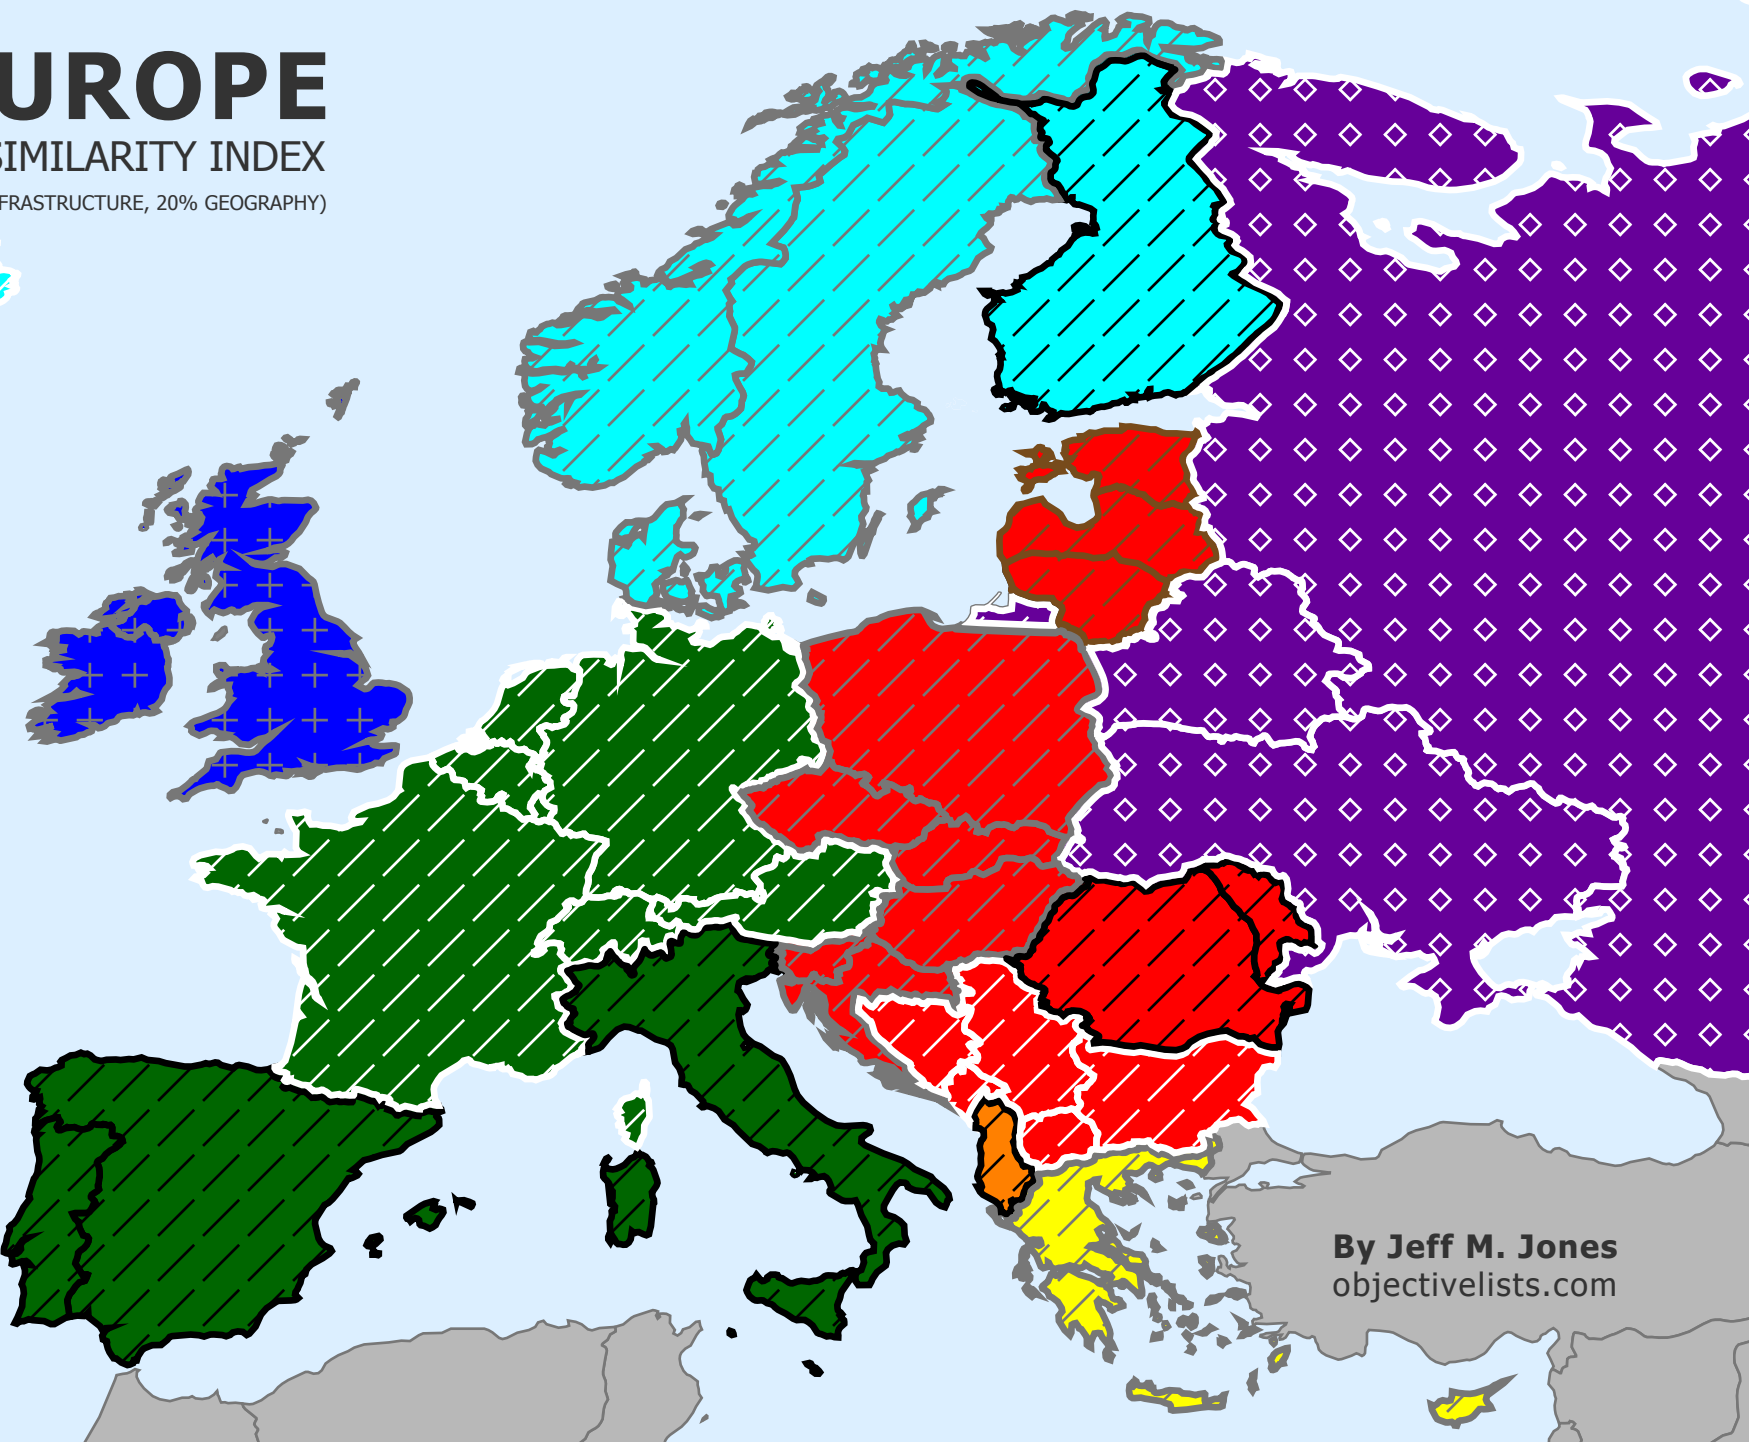 UROPE
SIMILARITY INDEX
FRASTRUCTURE, 20% GEOGRAPHY)
By Jeff M. Jones
objectivelists.com